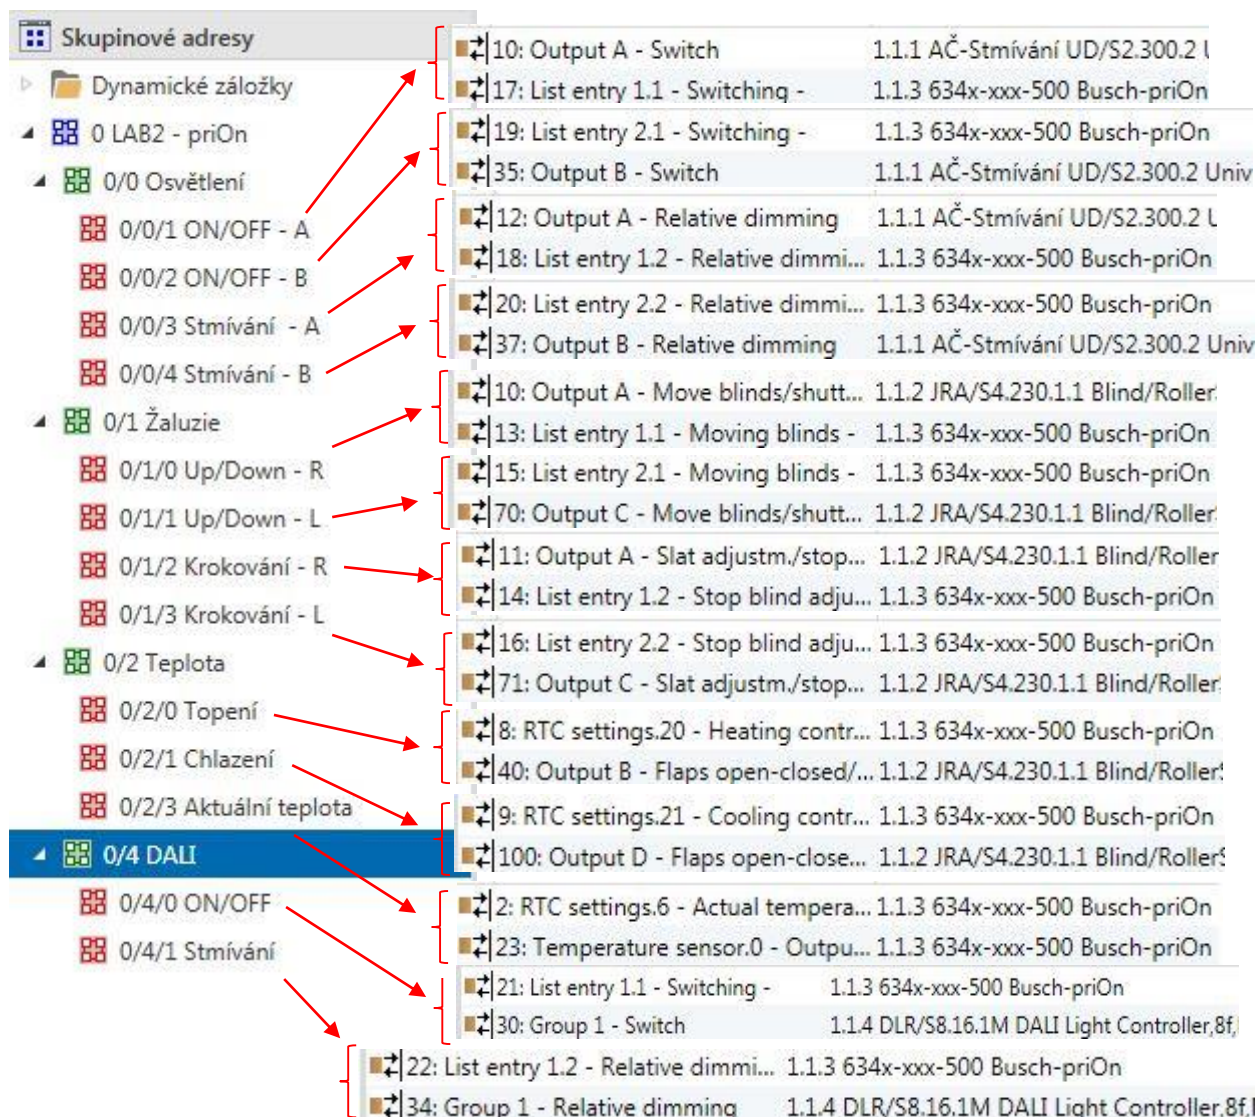 Skupinové adresy
Dynamické záložky
0 LAB2 - priOn
0/0 Osvětlení
0/0/1 ON/OFF - A
0/0/2 ON/OFF - B
0/0/3 Stmívání - A
0/0/4 Stmívání - B
0/1 Žaluzie
0/1/0 Up/Down - R
0/1/1 Up/Down - L
0/1/2 Krokování - R
0/1/3 Krokování - L
0/2 Teplota
0/2/0 Topení
0/2/1 Chlazení
0/2/3 Aktuální teplota
0/4 DALI
0/4/0 ON/OFF
0/4/1 Stmívání
10: Output A - Switch 1.1.1 AČ-Stmívání UD/S2.300.2
17: List entry 1.1 - Switching - 1.1.3 634x-xxx-500 Busch-priOn
19: List entry 2.1 - Switching - 1.1.3 634x-xxx-500 Busch-priOn
35: Output B - Switch 1.1.1 AČ-Stmívání UD/S2.300.2 Univ
12: Output A - Relative dimming 1.1.1 AČ-Stmívání UD/S2.300.2
18: List entry 1.2 - Relative dimmi... 1.1.3 634x-xxx-500 Busch-priOn
20: List entry 2.2 - Relative dimmi... 1.1.3 634x-xxx-500 Busch-priOn
37: Output B - Relative dimming 1.1.1 AČ-Stmívání UD/S2.300.2 Univ
10: Output A - Move blinds/shutt... 1.1.2 JRA/S4.230.1.1 Blind/Roller
13: List entry 1.1 - Moving blinds - 1.1.3 634x-xxx-500 Busch-priOn
15: List entry 2.1 - Moving blinds - 1.1.3 634x-xxx-500 Busch-priOn
70: Output C - Move blinds/shutt... 1.1.2 JRA/S4.230.1.1 Blind/Roller
11: Output A - Slat adjustm./stop... 1.1.2 JRA/S4.230.1.1 Blind/Roller
14: List entry 1.2 - Stop blind adju... 1.1.3 634x-xxx-500 Busch-priOn
16: List entry 2.2 - Stop blind adju... 1.1.3 634x-xxx-500 Busch-priOn
71: Output C - Slat adjustm./stop... 1.1.2 JRA/S4.230.1.1 Blind/Roller
8: RTC settings.20 - Heating contr... 1.1.3 634x-xxx-500 Busch-priOn
40: Output B - Flaps open-closed/... 1.1.2 JRA/S4.230.1.1 Blind/RollerS
9: RTC settings.21 - Cooling contr... 1.1.3 634x-xxx-500 Busch-priOn
100: Output D - Flaps open-close... 1.1.2 JRA/S4.230.1.1 Blind/RollerS
2: RTC settings.6 - Actual tempera... 1.1.3 634x-xxx-500 Busch-priOn
23: Temperature sensor.0 - Outpu... 1.1.3 634x-xxx-500 Busch-priOn
21: List entry 1.1 - Switching - 1.1.3 634x-xxx-500 Busch-priOn
30: Group 1 - Switch 1.1.4 DLR/S8.16.1M DALI Light Controller,8f,
22: List entry 1.2 - Relative dimmi... 1.1.3 634x-xxx-500 Busch-priOn
34: Group 1 - Relative dimming 1.1.4 DLR/S8.16.1M DALI Light Controller,8f